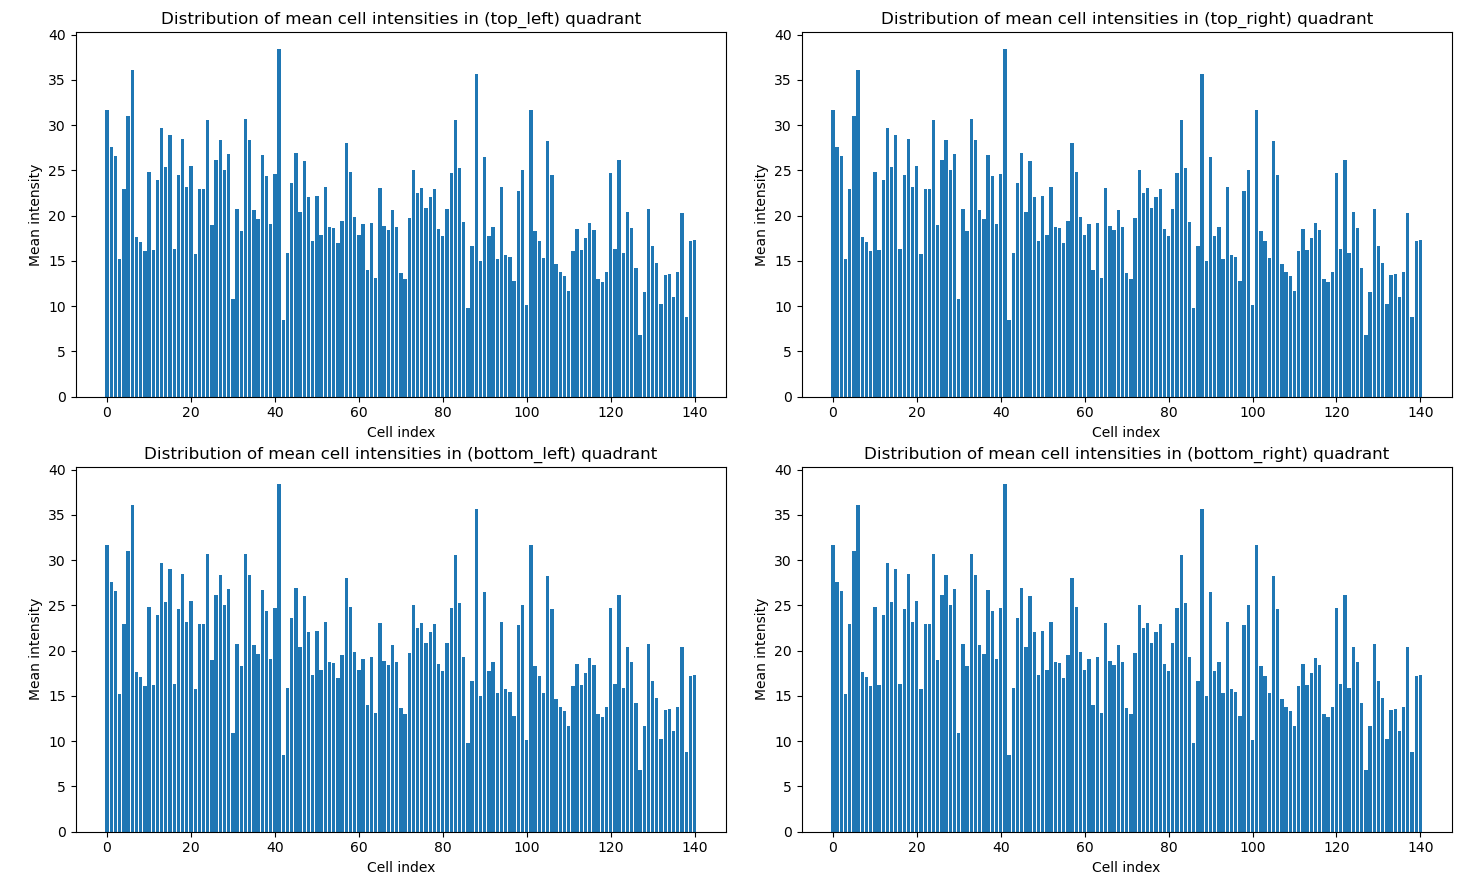 Distribution of mean cell intensities in (top_left) quadrant
Mean intensity
40
35
30
25
20
15
10
5
0
0 20 40 60 80 100 120 140
Cell index
Distribution of mean cell intensities in (top_right) quadrant
Mean intensity
40
35
30
25
20
15
10
5
0
0 20 40 60 80 100 120 140
Cell index
Distribution of mean cell intensities in (bottom_left) quadrant
Mean intensity
40
35
30
25
20
15
10
5
0
0 20 40 60 80 100 120 140
Cell index
Distribution of mean cell intensities in (bottom_right) quadrant
Mean intensity
40
35
30
25
20
15
10
5
0
0 20 40 60 80 100 120 140
Cell index